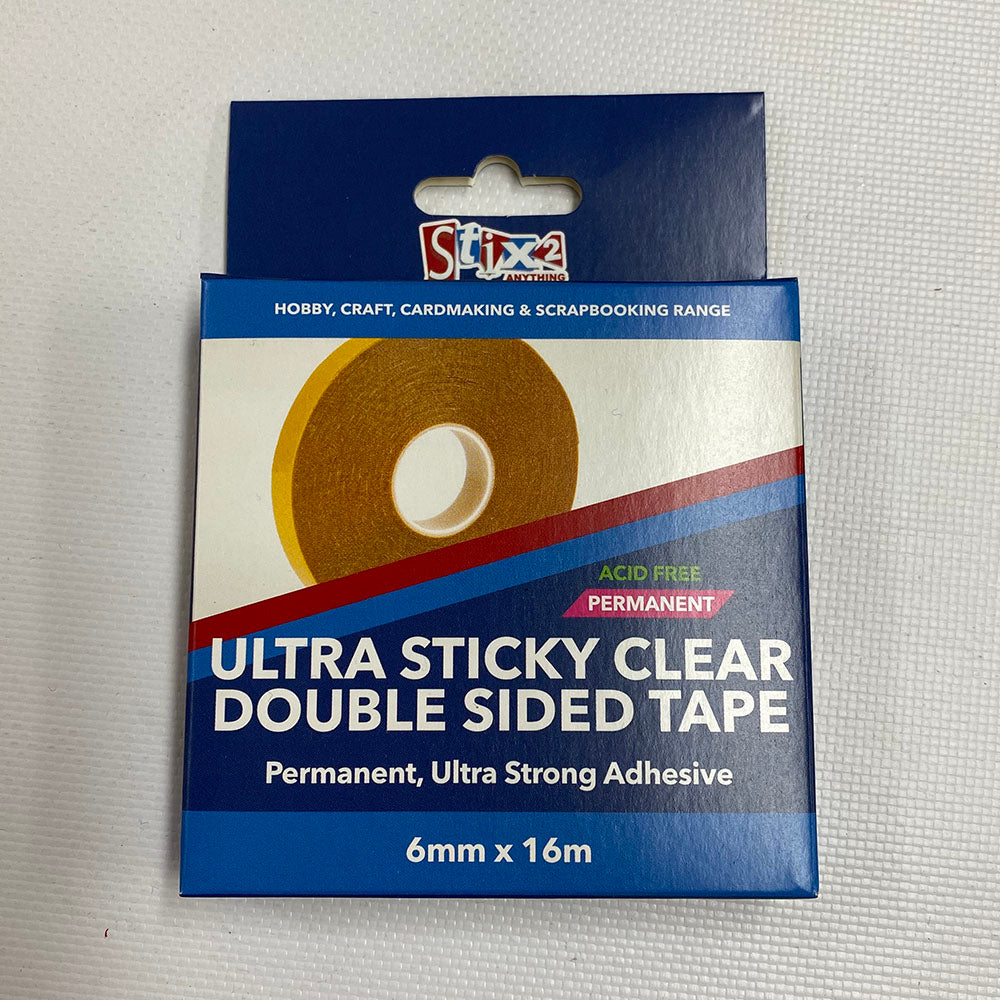 Stix2
ANYTHING
HOBBY, CRAFT, CARDMAKING & SCRAPBOOKING RANGE
ACID FREE
PERMANENT
ULTRA STICKY CLEAR
DOUBLE SIDED TAPE
Permanent, Ultra Strong Adhesive
6mm x 16m